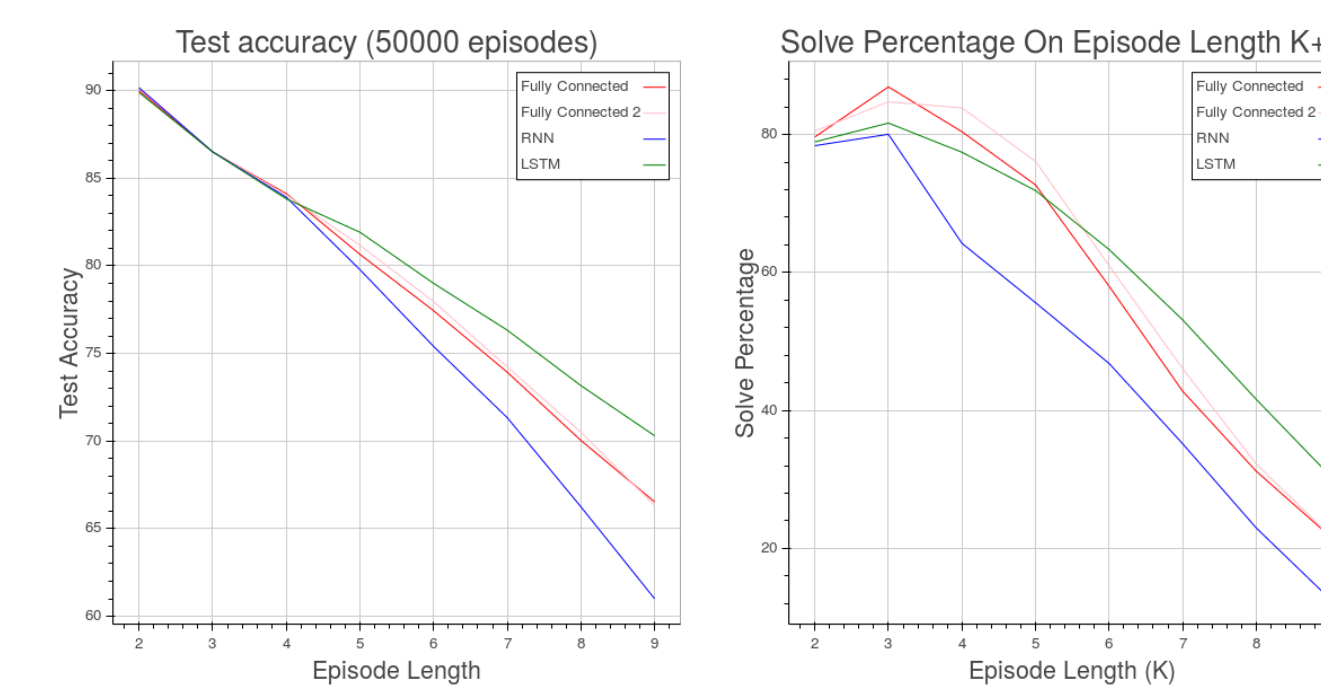 Test accuracy (50000 episodes)
Fully Connected
Fully Connected 2
RNN
LSTM
90
85
80
75
70
65
60
Test Accuracy
2 3 4 5 6 7 8 9
Episode Length
Solve Percentage On Episode Length K+
Fully Connected
Fully Connected 2
RNN
LSTM
80
60
40
20
Solve Percentage
2 3 4 5 6 7 8
Episode Length (K)